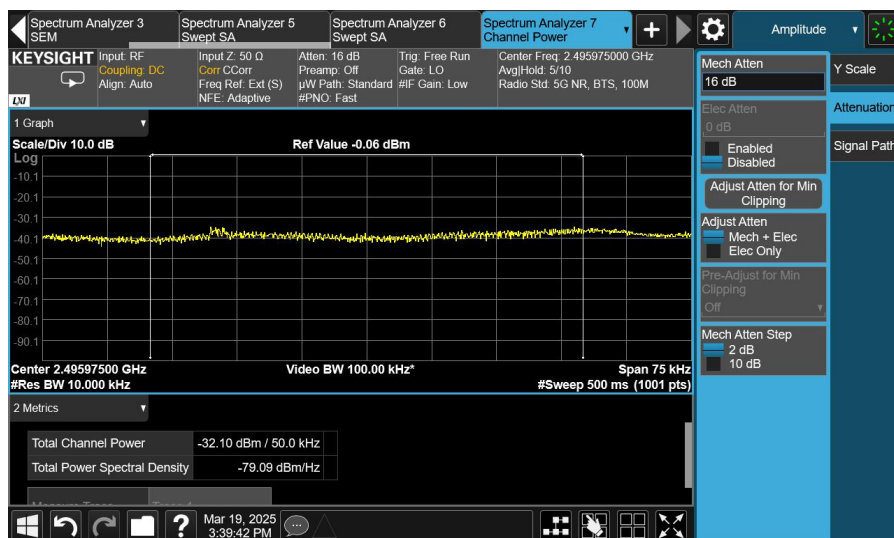 Spectrum Analyzer 3
SEM
Spectrum Analyzer 5
Swept SA
Spectrum Analyzer 6
Swept SA
Spectrum Analyzer 7
Channel Power
Amplitude
KEYSIGHT
LXI
Input: RF
Coupling: DC
Align: Auto
Input Z: 50 Ω
Corr CCorr
Freq Ref: Ext (S)
NFE: Adaptive
Atten: 16 dB
Preamp: Off
µW Path: Standard
#PNO: Fast
Trig: Free Run
Gate: LO
#IF Gain: Low
Center Freq: 2.495975000 GHz
Avg|Hold: 5/10
Radio Std: 5G NR, BTS, 100M
1 Graph
Scale/Div 10.0 dB
Ref Value -0.06 dBm
Log
-10.1
-20.1
-30.1
-40.1
-50.1
-60.1
-70.1
-80.1
-90.1
Center 2.49597500 GHz
Video BW 100.00 kHz*
Span 75 kHz
#Res BW 10.000 kHz
#Sweep 500 ms (1001 pts)
2 Metrics
Total Channel Power
-32.10 dBm / 50.0 kHz
Total Power Spectral Density
-79.09 dBm/Hz
Mar 19, 2025
3:39:42 PM
Mech Atten
16 dB
Elec Atten
0 dB
Enabled
Disabled
Adjust Atten for Min
Clipping
Adjust Atten
Mech + Elec
Elec Only
Pre-Adjust for Min
Clipping
Off
Mech Atten Step
2 dB
10 dB
Y Scale
Attenuation
Signal Path